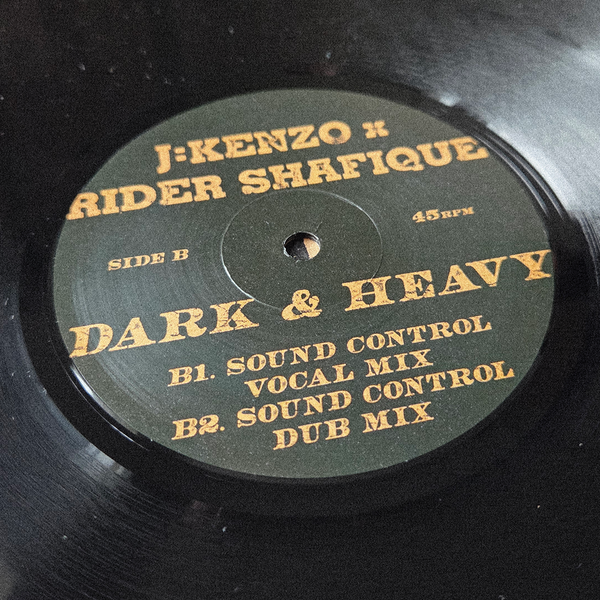 J:KENZO x
RIDER SHAFIQUE
SIDE B
45RPM
DARK & HEAVY
B1. SOUND CONTROL
VOCAL MIX
B2. SOUND CONTROL
DUB MIX